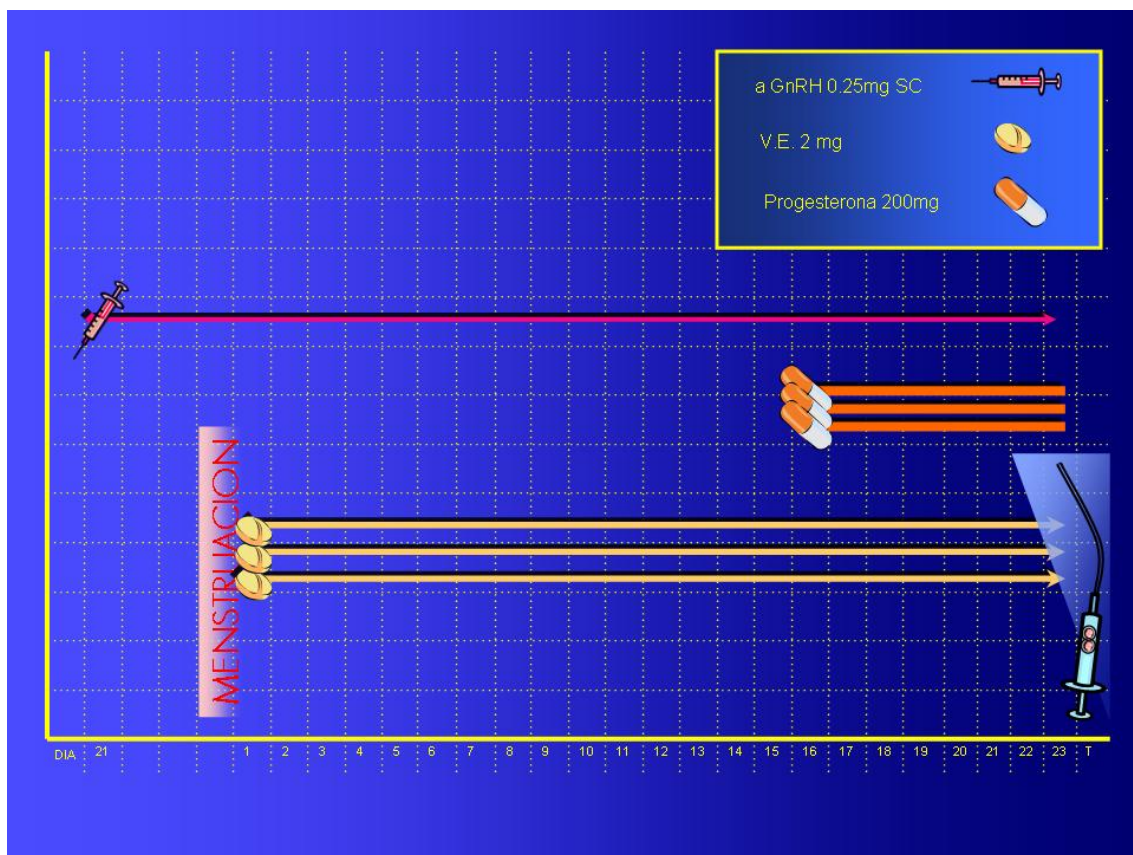 a GnRH 0.25mg SC
V.E. 2 mg
Progesterona 200mg
MENSTRUACION
DIA 21 1 2 3 4 5 6 7 8 9 10 11 12 13 14 15 16 17 18 19 20 21 22 23 T